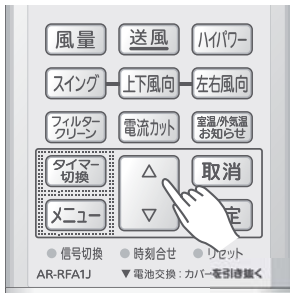 風量 送風 ハイパワー
スイング 上下風向 左右風向
フィルター
クリーン
電流カット
室温/外気温
お知らせ
タイマー
切換
△
取消
メニュー
▽
定
信号切換 時刻合せ リセット
AR-RFA1J ▼電池交換：カバーを引き抜く